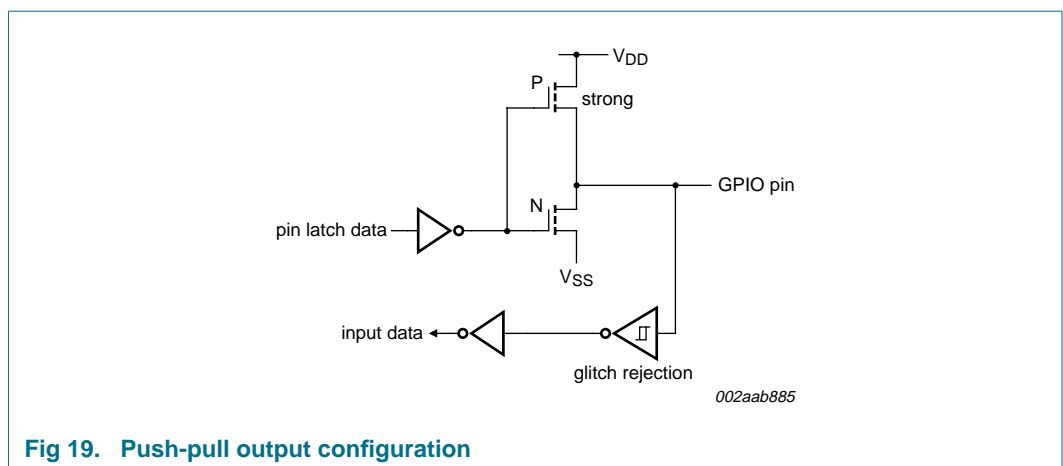 VDD
P
strong
GPIO pin
N
pin latch data
VSS
input data
glitch rejection
002aab885
Fig 19. Push-pull output configuration